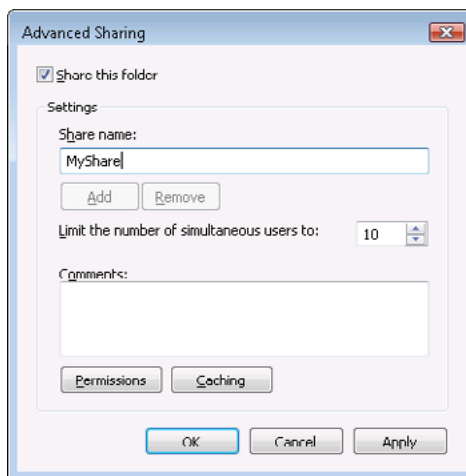 Advanced Sharing
Share this folder
Settings
Share name:
MyShare
Add Remove
Limit the number of simultaneous users to: 10
Comments:
Permissions Caching
OK Cancel Apply